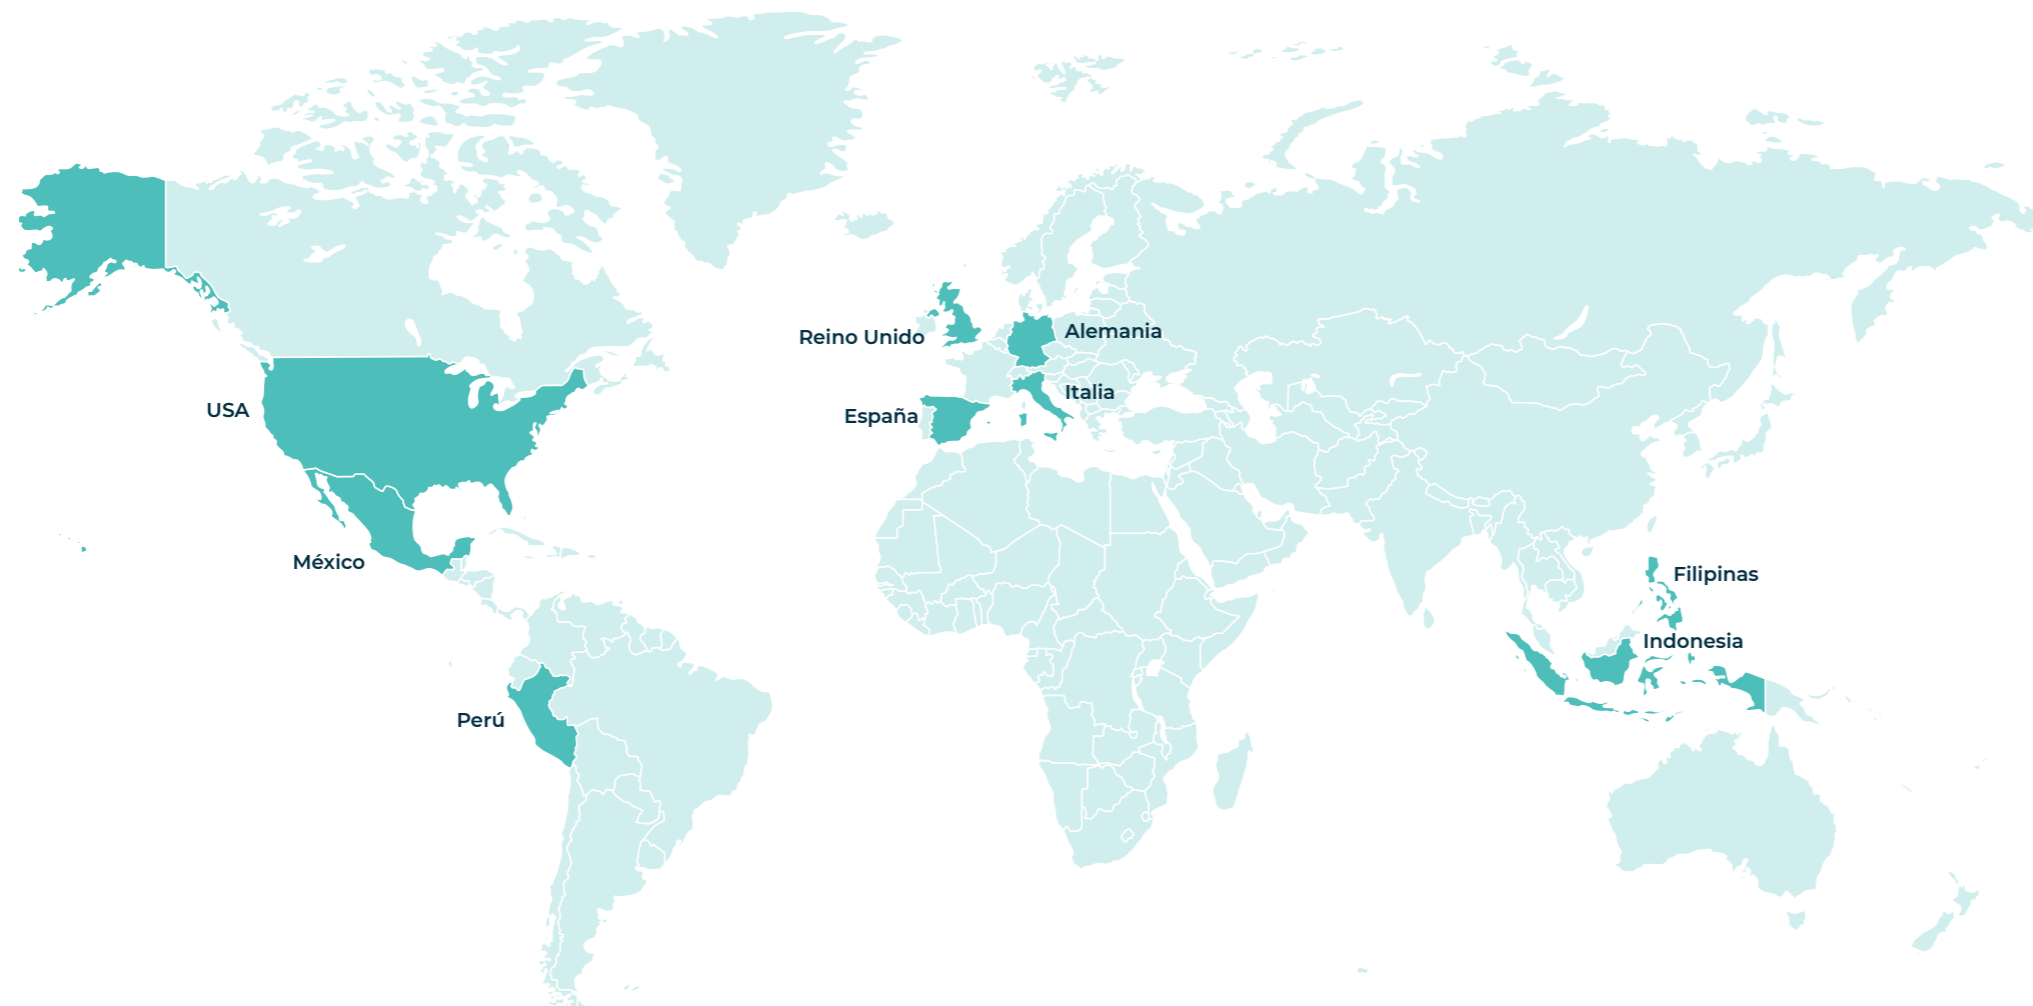 Reino Unido
Alemania
Italia
USA
España
México
Filipinas
Indonesia
Perú